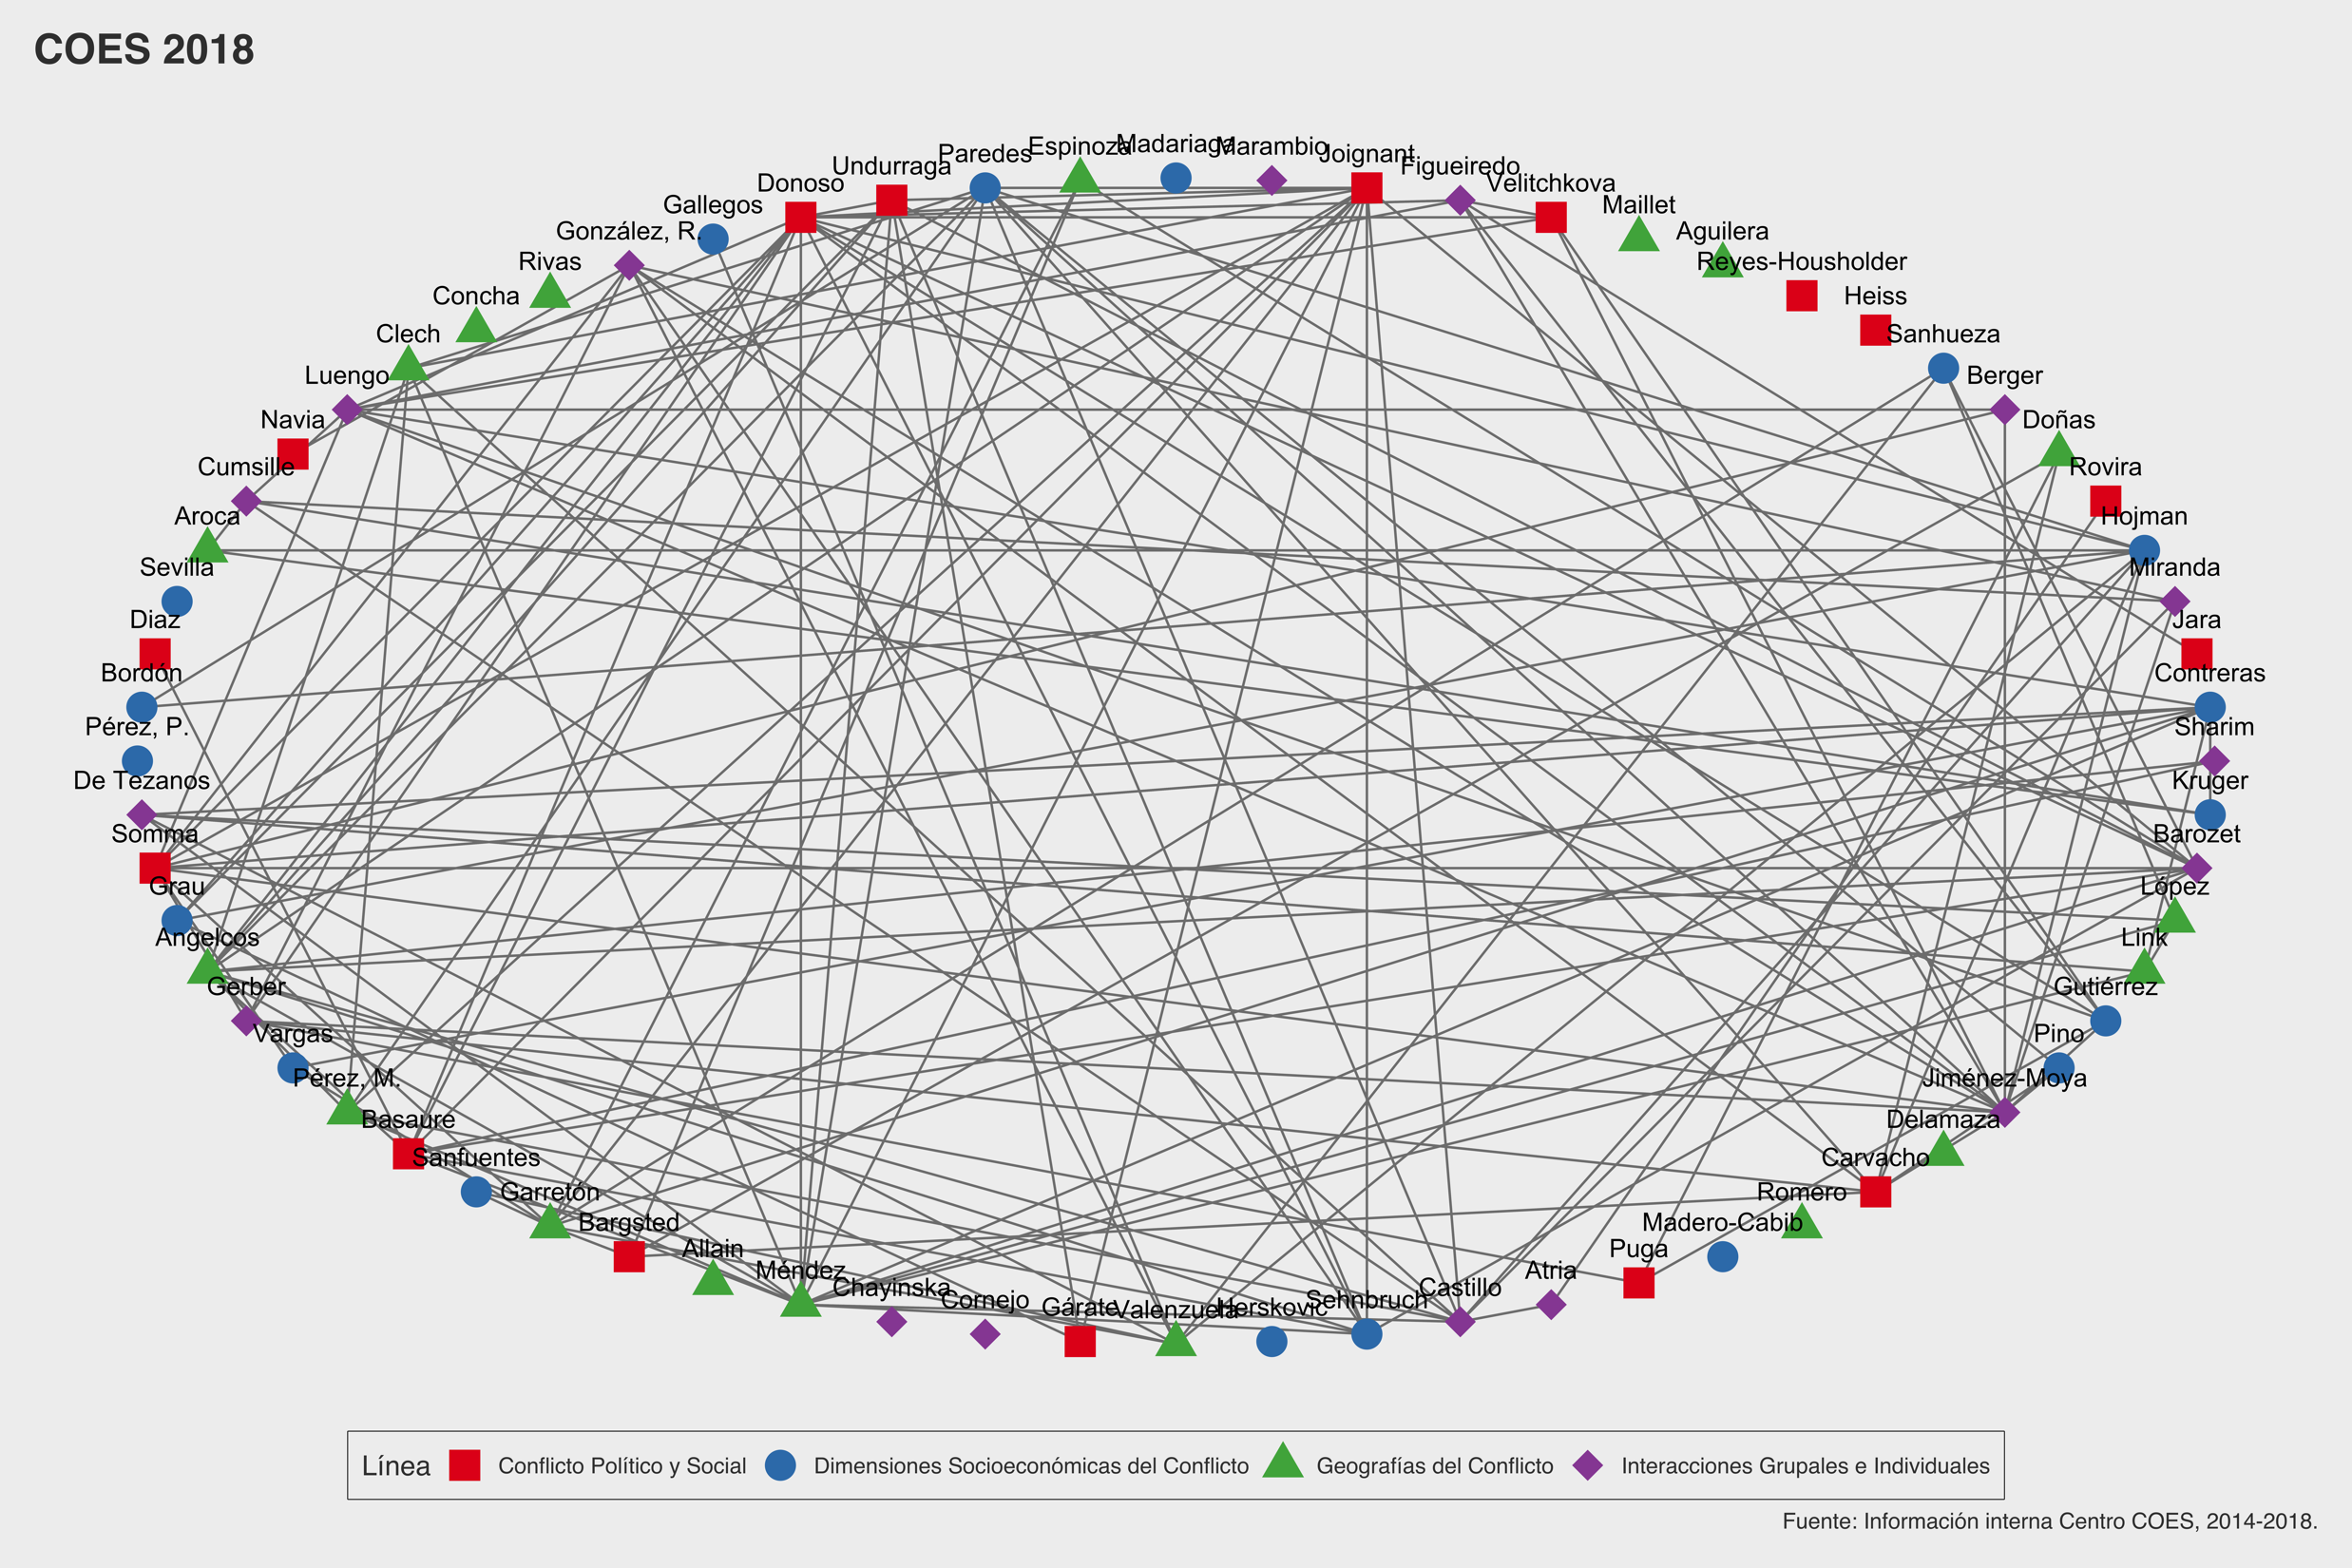 COES 2018
Espinoza
Madariaga
Marambio
Paredes
Joignant
Undurraga
Figueiredo
Donoso
Velitchkova
Gallegos
Maillet
González, R.
Aguilera
Rivas
Reyes-Housholder
Concha
Heiss
Clech
Sanhueza
Luengo
Berger
Navia
Doñas
Cumsille
Rovira
Aroca
Hojman
Sevilla
Miranda
Diaz
Jara
Bordón
Contreras
Pérez, P.
Sharim
De Tezanos
Kruger
Somma
Barozet
Grau
López
Angelcos
Link
Gerber
Gutiérrez
Vargas
Pino
Pérez, M.
Jiménez-Moya
Basaure
Delamaza
Sanfuentes
Carvacho
Garretón
Romero
Bargsted
Madero-Cabib
Allain
Puga
Méndez
Atria
Chayinska
Castillo
Cornejo
Sehnbruch
Gárate
Valenzuela
Herskovic
Línea
Conflicto Político y Social
Dimensiones Socioeconómicas del Conflicto
Geografías del Conflicto
Interacciones Grupales e Individuales
Fuente: Información interna Centro COES, 2014-2018.